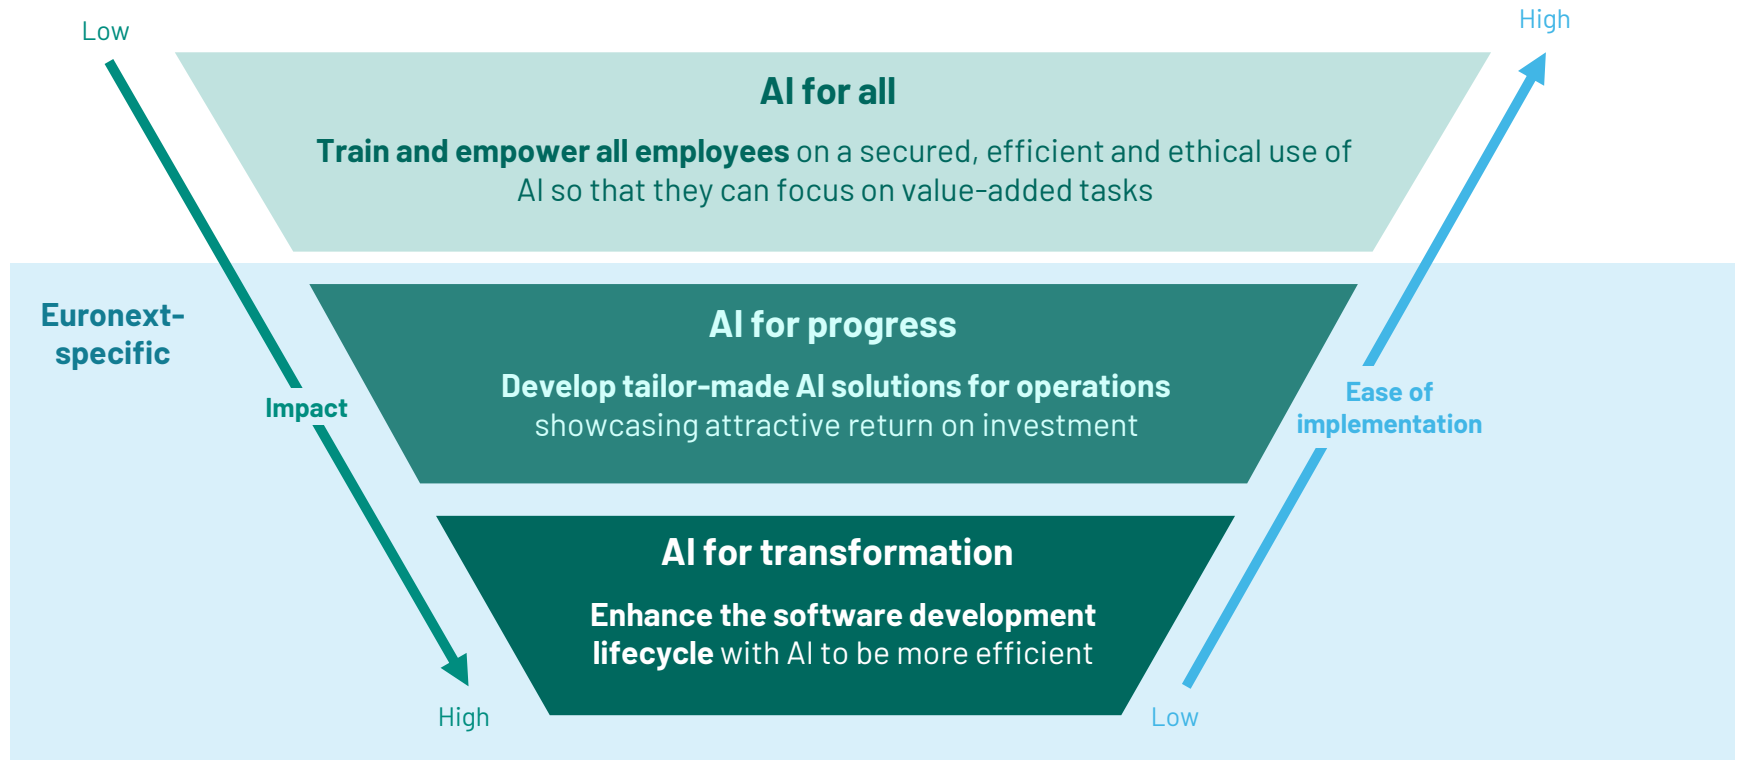 Low
High
AI for all
Train and empower all employees on a secured, efficient and ethical use of
AI so that they can focus on value-added tasks
Euronext-
specific
AI for progress
Develop tailor-made AI solutions for operations
showcasing attractive return on investment
Impact
Ease of
implementation
AI for transformation
Enhance the software development
lifecycle with AI to be more efficient
High
Low